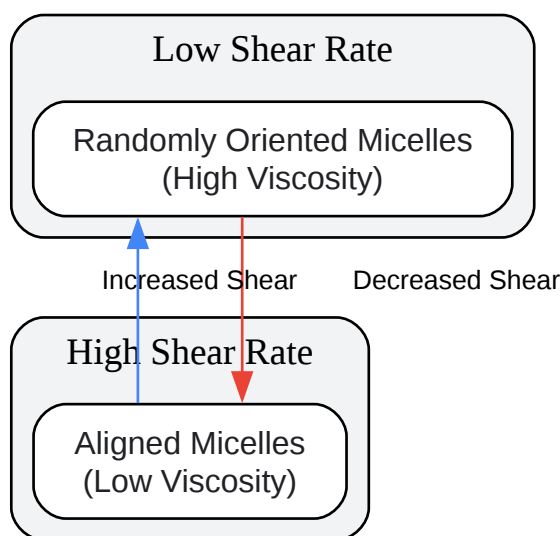 Low Shear Rate
Randomly Oriented Micelles
(High Viscosity)
Increased Shear
Decreased Shear
High Shear Rate
Aligned Micelles
(Low Viscosity)